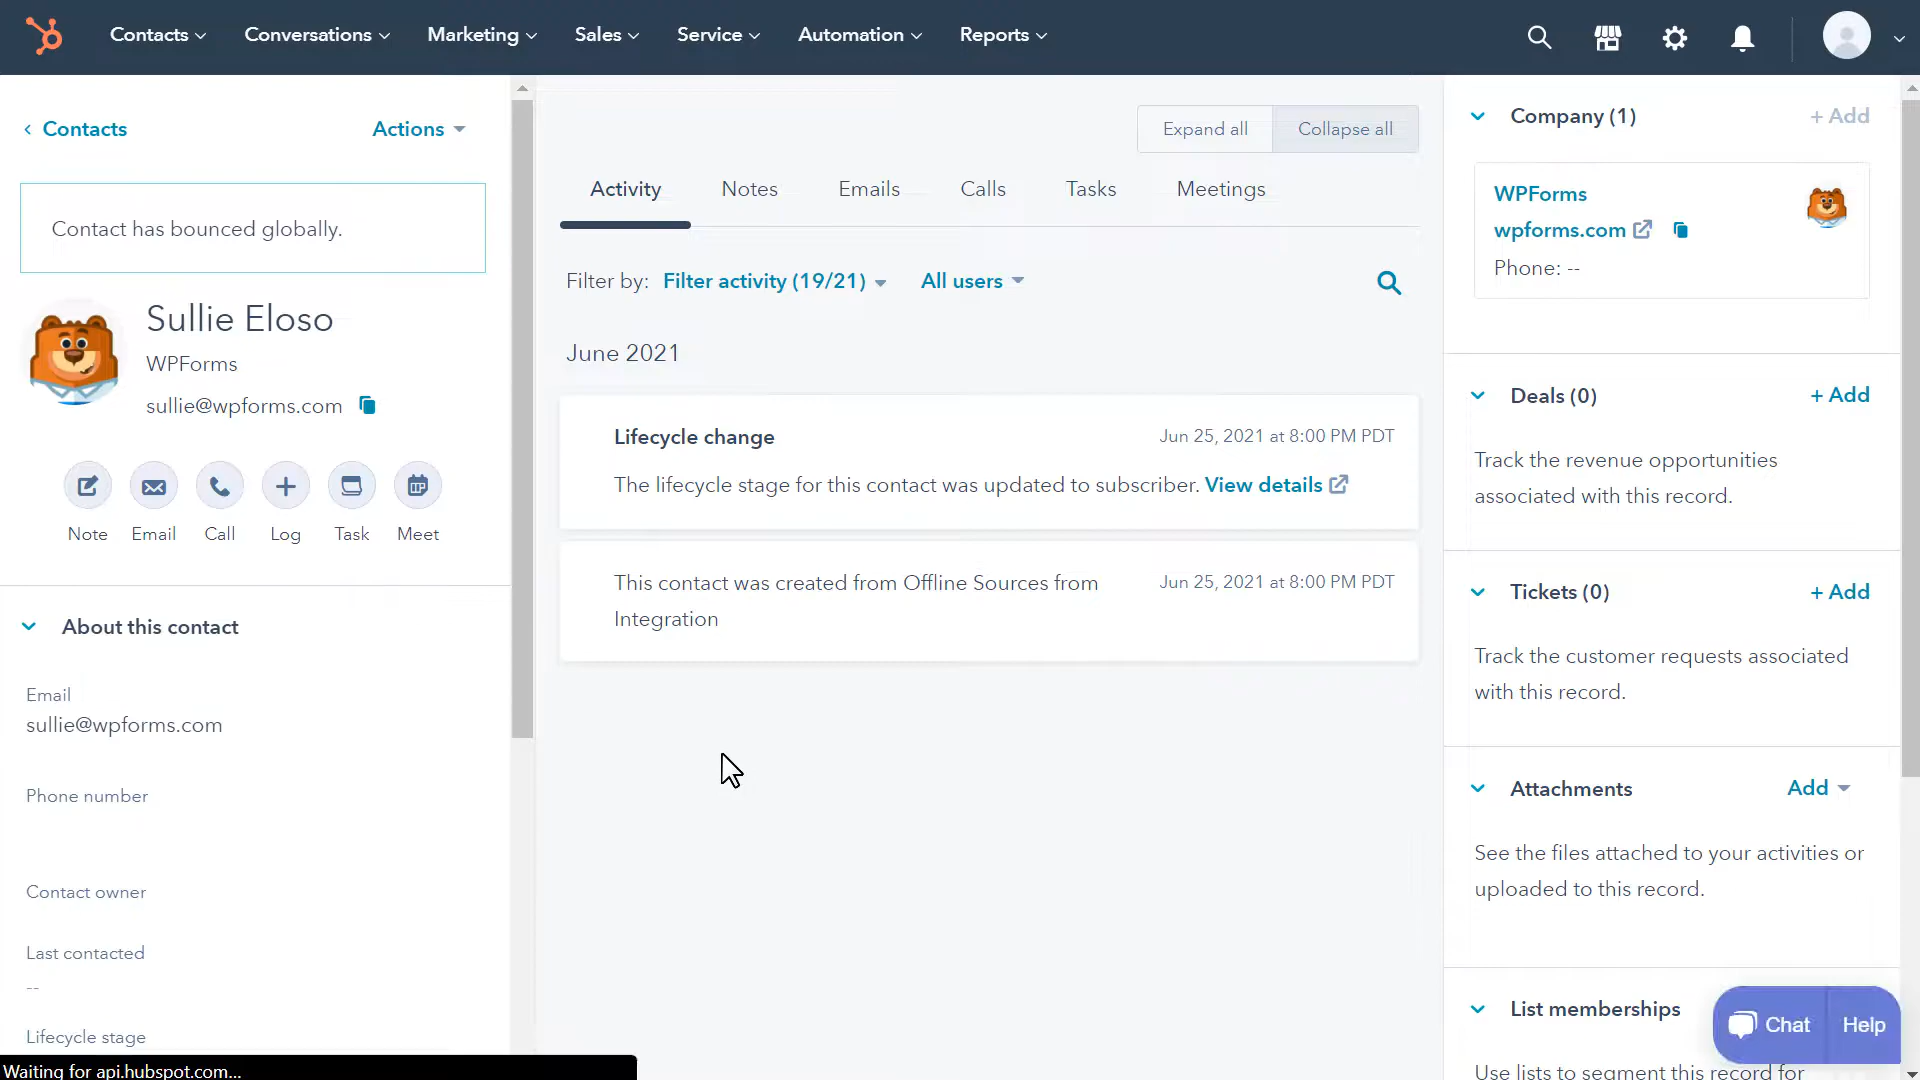 Contacts
Conversations
Marketing
Sales
Service
Automation
Reports
Contacts
Actions
Contact has bounced globally.
Sullie Eloso
WPForms
sullie@wpforms.com
Note
Email
Call
Log
Task
Meet
About this contact
Email
sullie@wpforms.com
Phone number
Contact owner
Last contacted
--
Lifecycle stage
Waiting for api.hubspot.com...
Expand all
Collapse all
Activity
Notes
Emails
Calls
Tasks
Meetings
Filter by: Filter activity (19/21) All users
June 2021
Lifecycle change
Jun 25, 2021 at 8:00 PM PDT
The lifecycle stage for this contact was updated to subscriber. View details
This contact was created from Offline Sources from
Integration
Jun 25, 2021 at 8:00 PM PDT
Company (1)
+ Add
WPForms
wpforms.com
Phone: --
Deals (0)
+ Add
Track the revenue opportunities
associated with this record.
Tickets (0)
+ Add
Track the customer requests associated
with this record.
Attachments
Add
See the files attached to your activities or
uploaded to this record.
List memberships
Use lists to segment this record for
Chat
Help